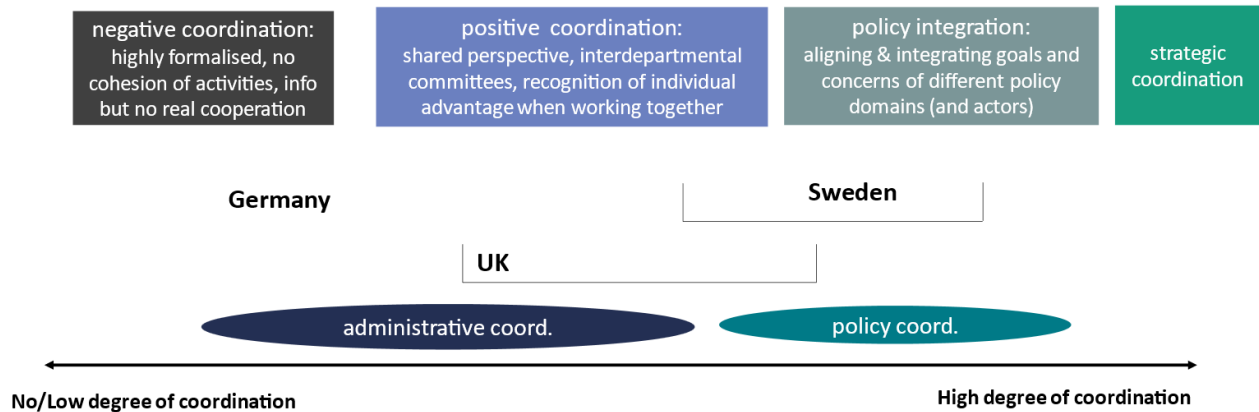 negative coordination:
highly formalised, no
cohesion of activities, info
but no real cooperation
positive coordination:
shared perspective, interdepartmental
committees, recognition of individual
advantage when working together
policy integration:
aligning & integrating goals and
concerns of different policy
domains (and actors)
strategic
coordination
Germany
Sweden
UK
administrative coord.
policy coord.
No/Low degree of coordination
High degree of coordination